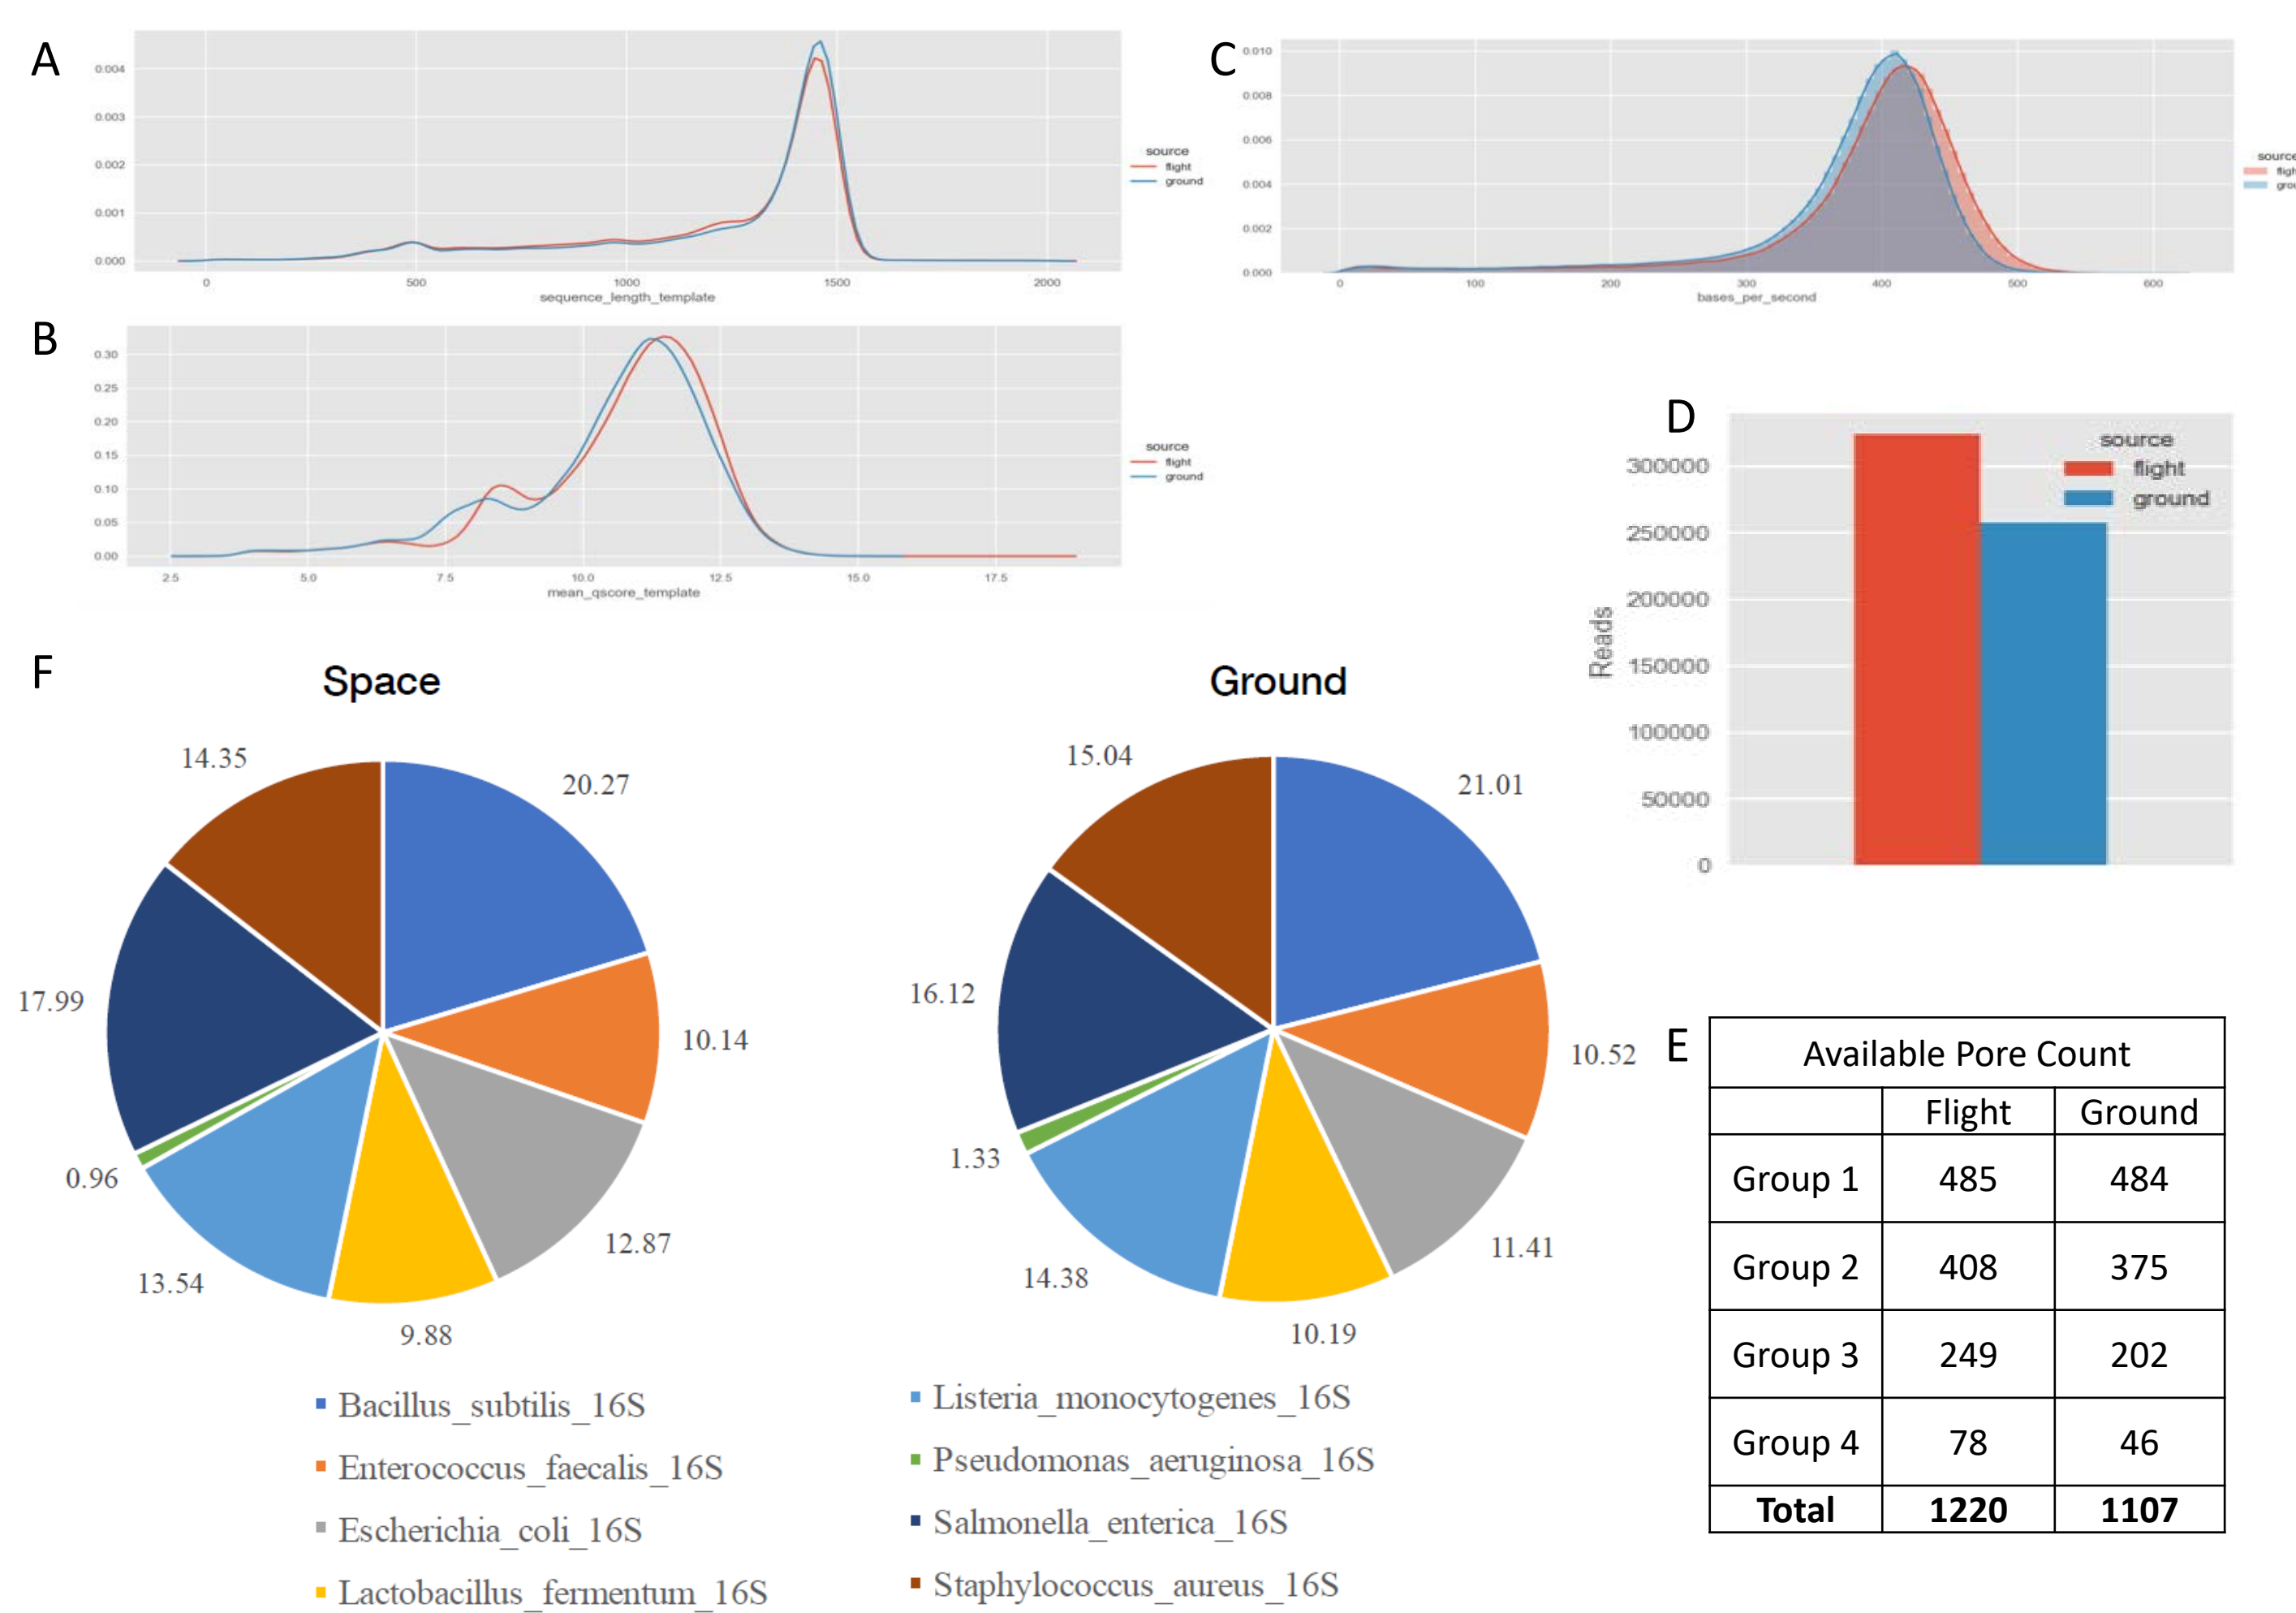 A
0.004
0.003
0.002
0.001
0.000
0 500 1000 1500 2000
sequence_length_template
source
flight
ground
B
0.30
0.25
0.20
0.15
0.10
0.05
0.00
2.5 5.0 7.5 10.0 12.5 15.0 17.5
mean_qscore_template
source
flight
ground
C
0.010
0.008
0.006
0.004
0.002
0.000
0 100 200 300 400 500 600
bases_per_second
source
fligh
grou
D
source
flight
ground
Reads
300000
250000
200000
150000
100000
50000
0
F
Space
14.35
20.27
17.99
10.14
0.96
12.87
13.54
9.88
Ground
15.04
21.01
16.12
10.52
1.33
11.41
14.38
10.19
Bacillus_subtilis_16S
Enterococcus_faecalis_16S
Escherichia_coli_16S
Lactobacillus_fermentum_16S
Listeria_monocytogenes_16S
Pseudomonas_aeruginosa_16S
Salmonella_enterica_16S
Staphylococcus_aureus_16S
E
Available Pore Count
Flight Ground
Group 1 485 484
Group 2 408 375
Group 3 249 202
Group 4 78 46
Total 1220 1107